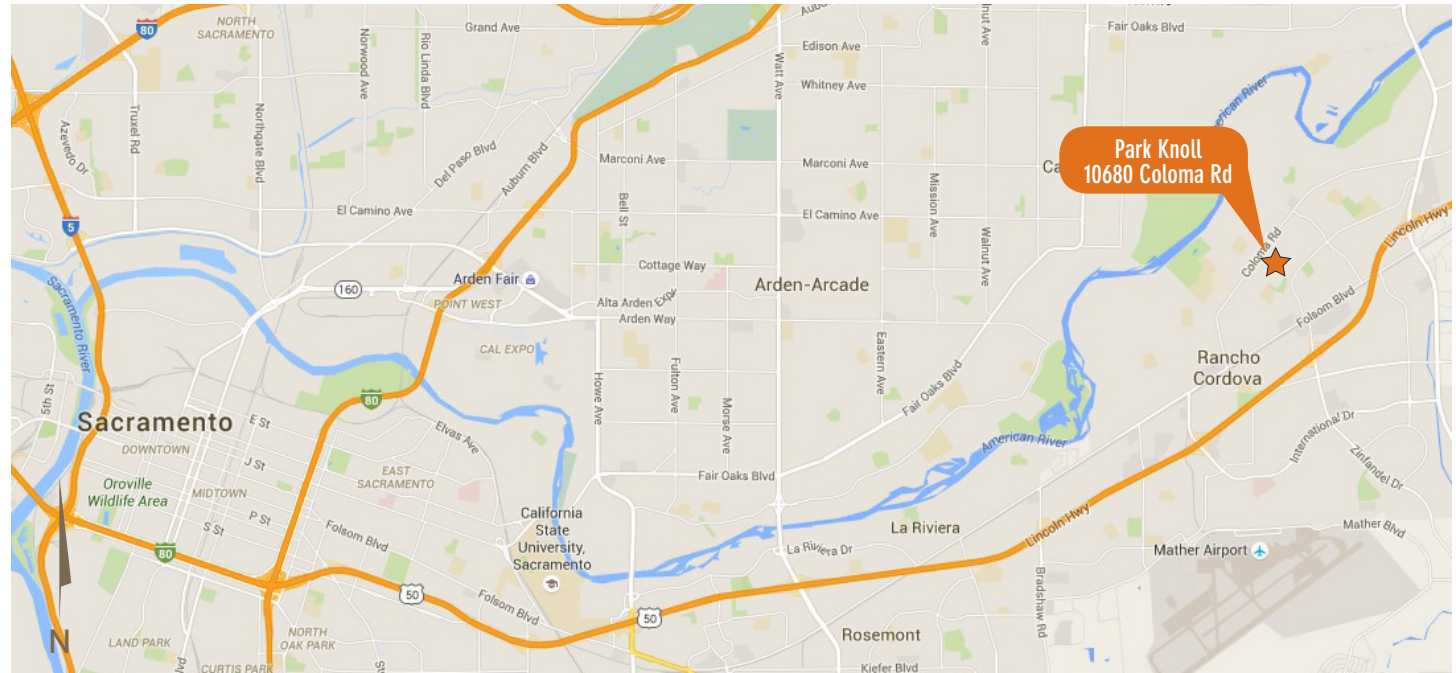 NORTH
SACRAMENTO
80
Grand Ave
Norwood Ave
Rio Linda Blvd
Fair Oaks Blvd
Edison Ave
Watt Ave
Whitney Ave
Truxel Rd
Northgate Blvd
Azevedo Dr
Del Paso Blvd
Auburn Blvd
Marconi Ave
Marconi Ave
American River
Park Knoll
10680 Coloma Rd
Bell St
Mission Ave
El Camino Ave
El Camino Ave
Walnut Ave
5
Lincoln Hwy
Coloma Rd
Cottage Way
Arden Fair
160
POINT WEST
Arden-Arcade
Alta Arden Expy
Arden Way
Folsom Blvd
Sacramento River
CAL EXPO
Howe Ave
Fulton Ave
Morse Ave
Eastern Ave
Fair Oaks Blvd
Rancho
Cordova
80
5th St
Sacramento
E St
Elvas Ave
American River
International Dr
DOWNTOWN
J St
EAST
SACRAMENTO
Fair Oaks Blvd
Zinfandel Dr
Oroville
Wildlife Area
MIDTOWN
S St
P St
Folsom Blvd
California
State
University,
Sacramento
La Riviera
Lincoln Hwy
Mather Blvd
80
La Riviera Dr
Mather Airport
50
Folsom Blvd
50
Bradshaw Rd
N
LAND PARK
NORTH
OAK PARK
CURTIS PARK
Rosemont
Kiefer Blvd